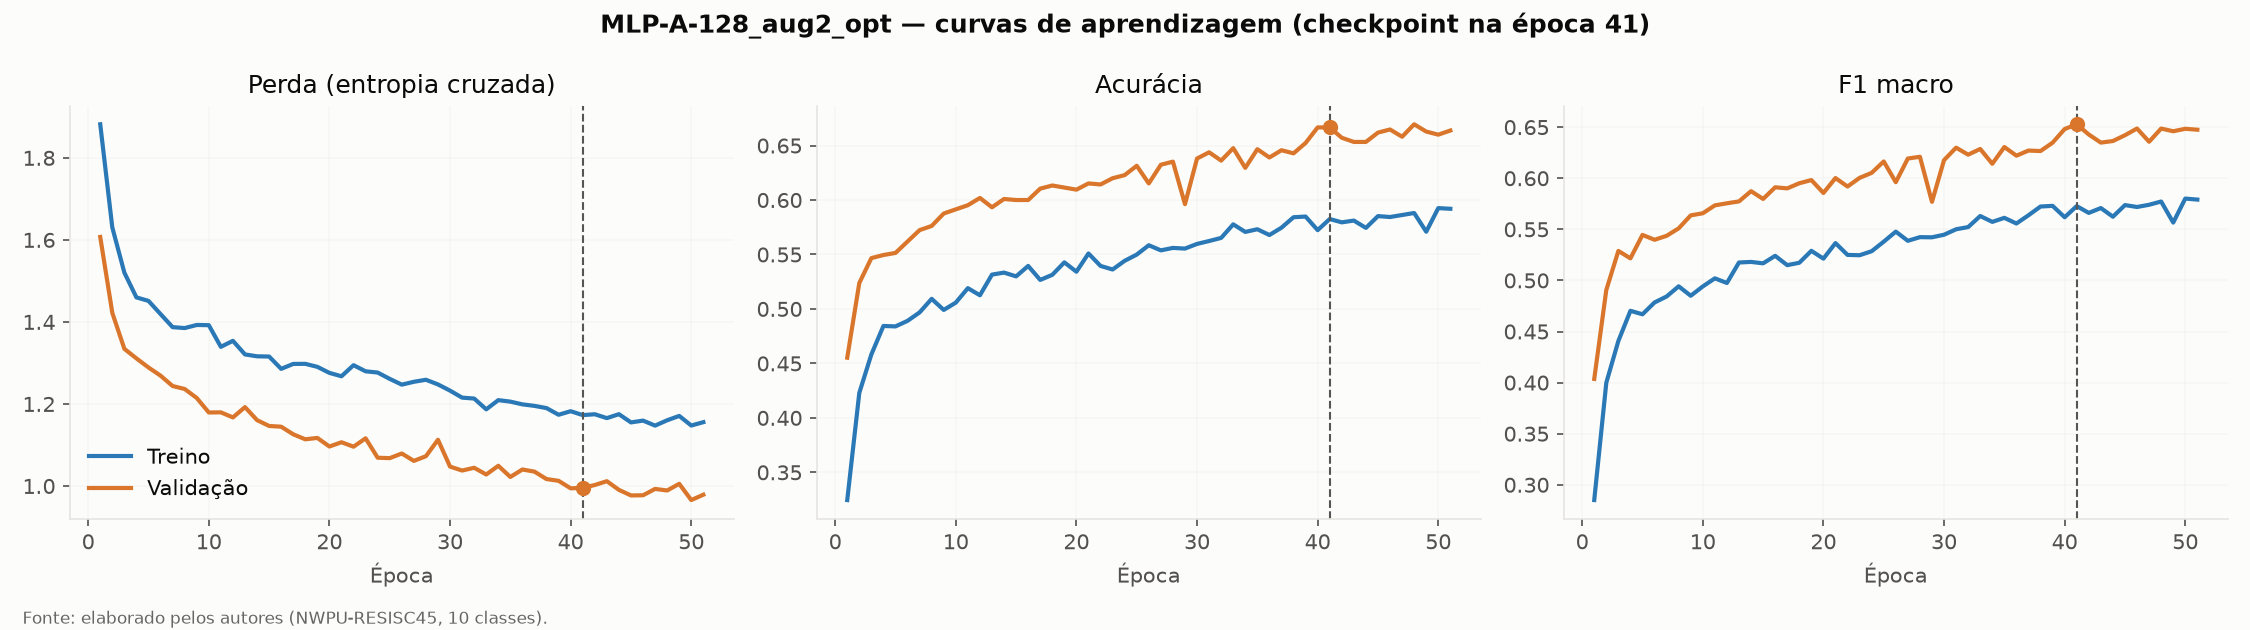 MLP-A-128_aug2_opt — curvas de aprendizagem (checkpoint na época 41)
Perda (entropia cruzada)
1.8
1.6
1.4
1.2
1.0
Treino
Validação
0 10 20 30 40 50
Época
Acurácia
0.65
0.60
0.55
0.50
0.45
0.40
0.35
0 10 20 30 40 50
Época
F1 macro
0.65
0.60
0.55
0.50
0.45
0.40
0.35
0.30
0 10 20 30 40 50
Época
Fonte: elaborado pelos autores (NWPU-RESISC45, 10 classes).